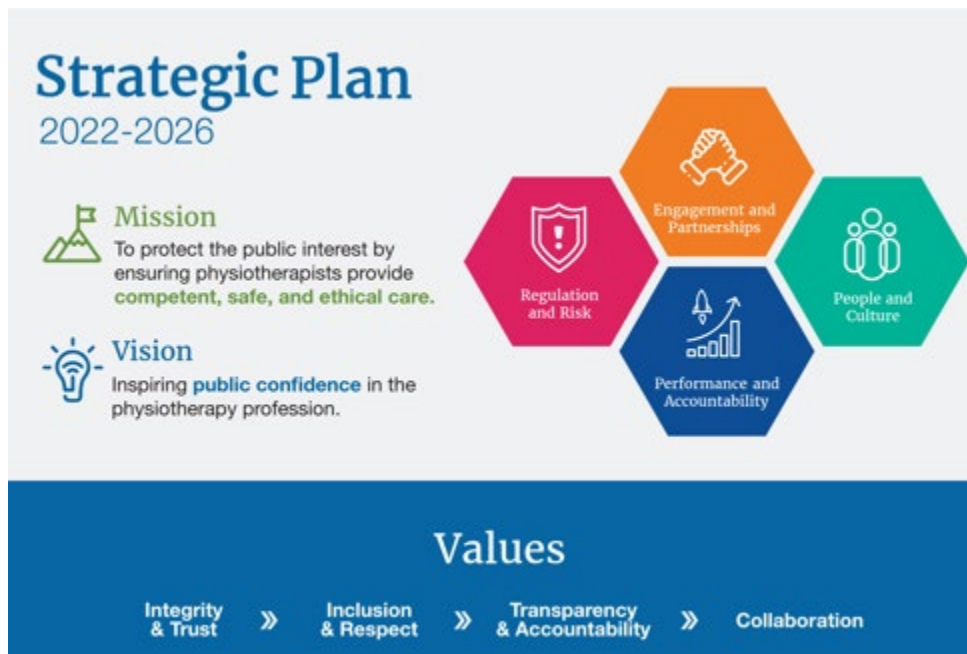 Strategic Plan
2022-2026
Mission
To protect the public interest by
ensuring physiotherapists provide
competent, safe, and ethical care.
Vision
Inspiring public confidence in the
physiotherapy profession.
Engagement and
Partnerships
Regulation
and Risk
People and
Culture
Performance and
Accountability
Values
Integrity
& Trust
»
Inclusion
& Respect
»
Transparency
& Accountability
»
Collaboration